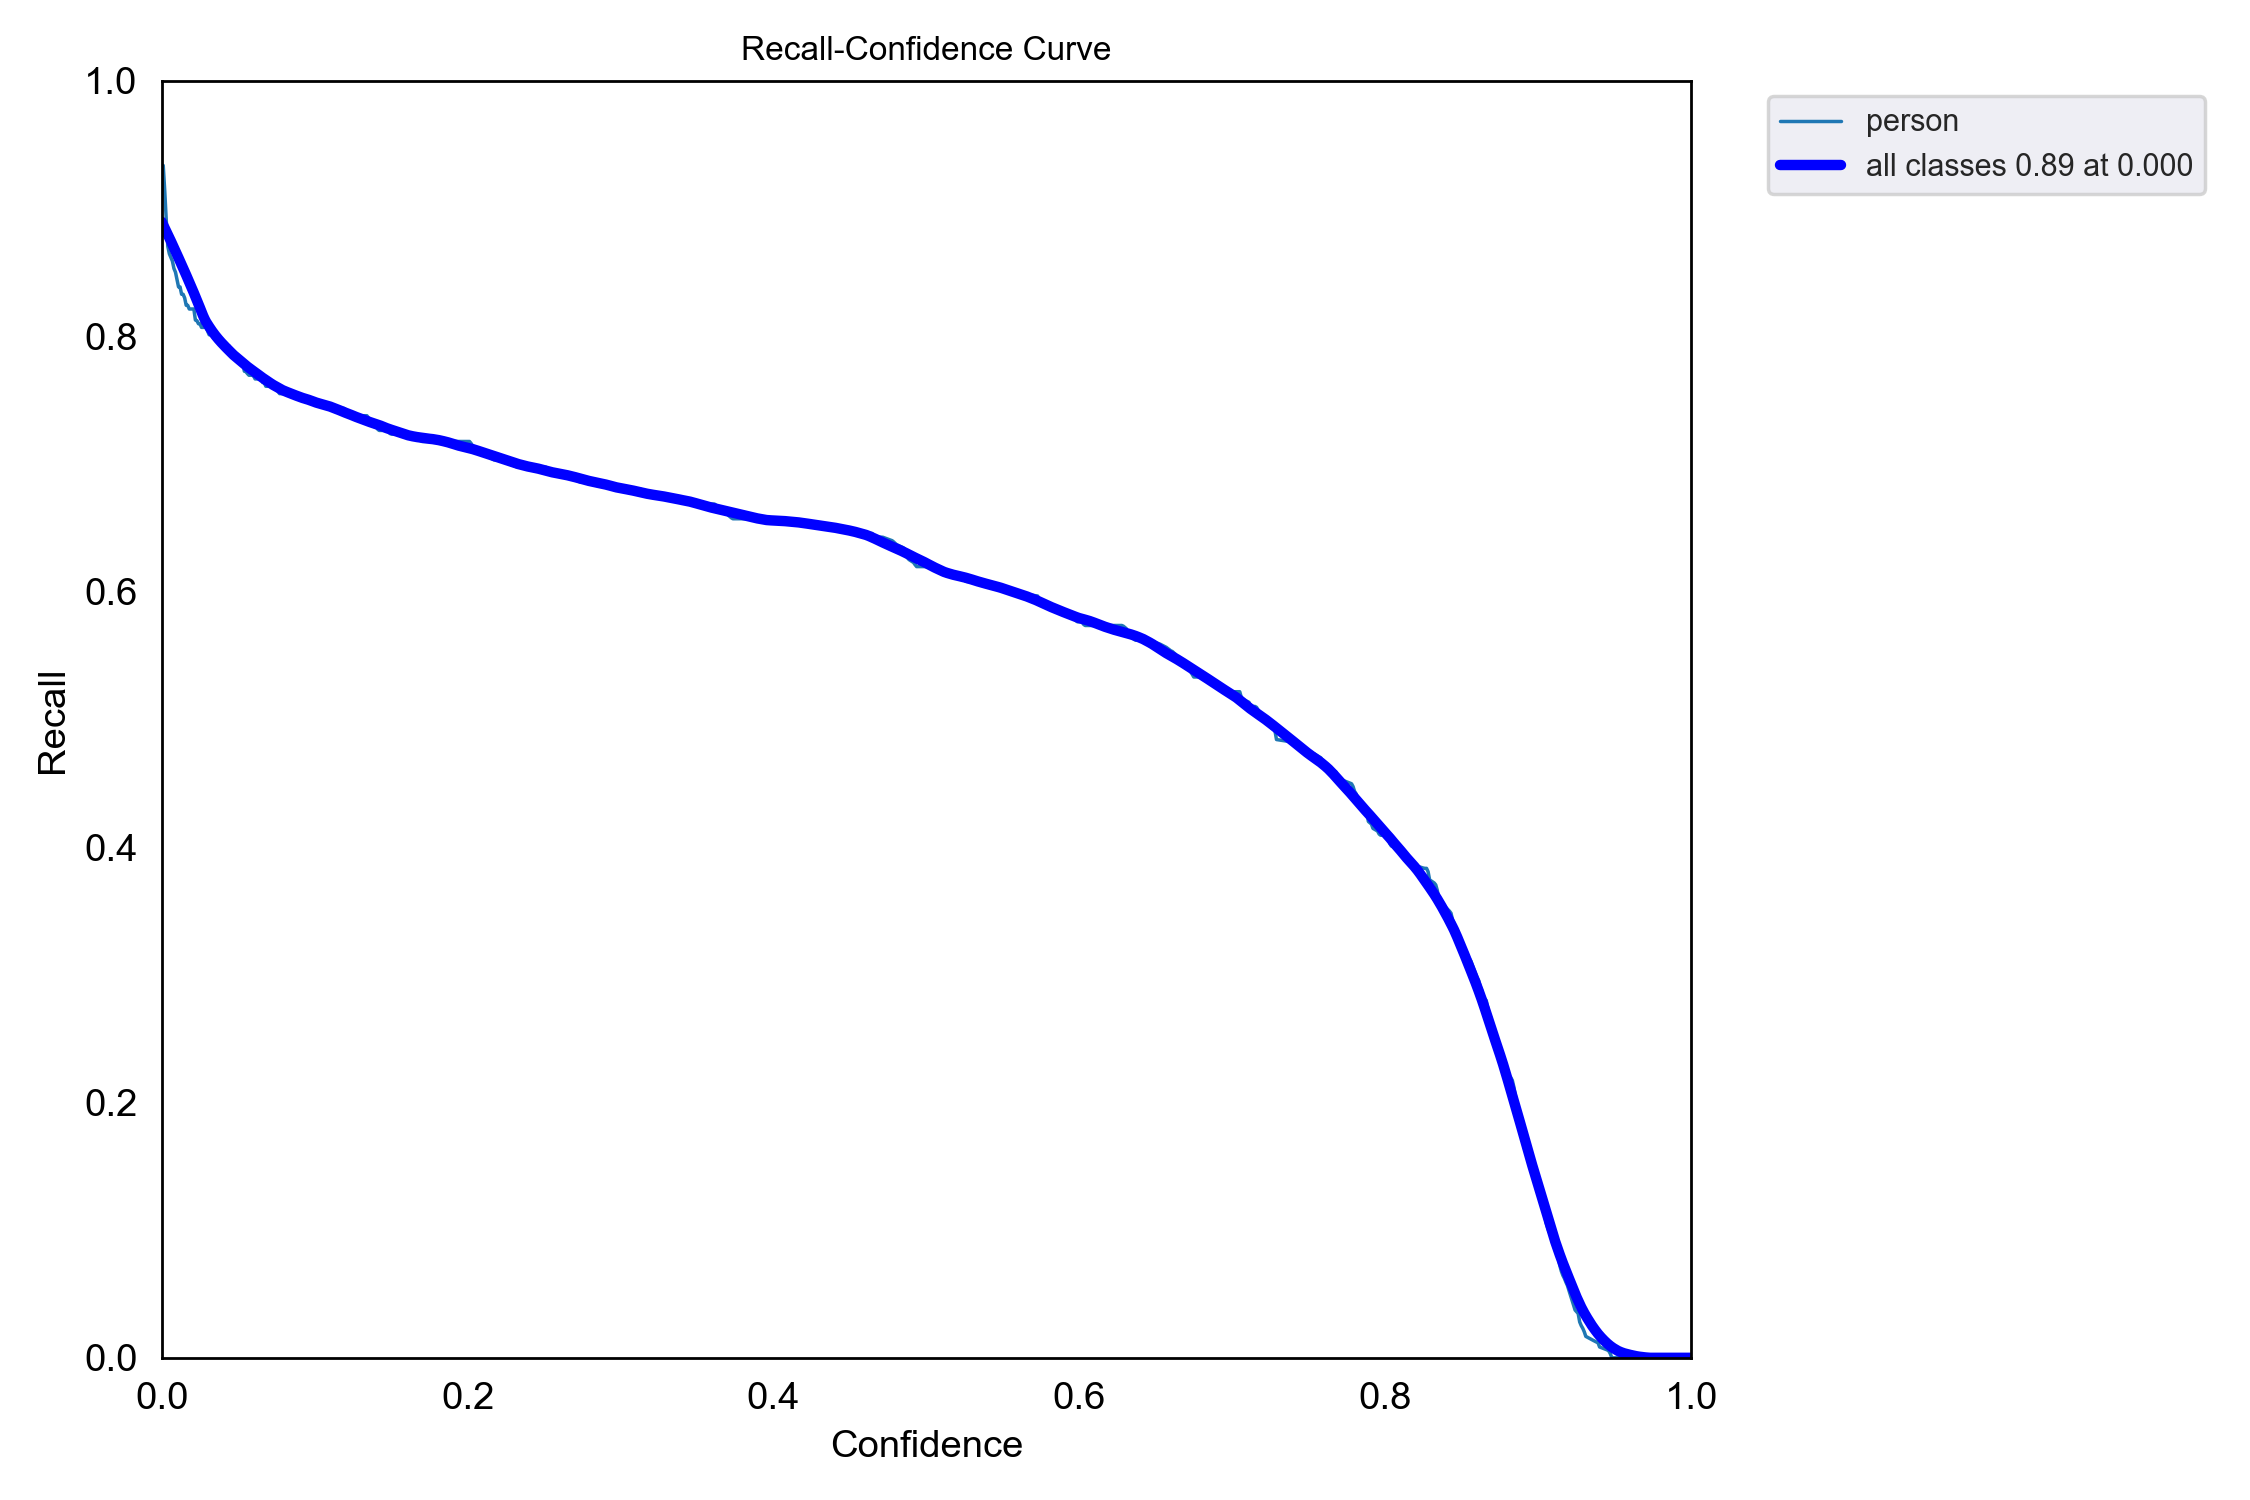 Recall-Confidence Curve
1.0
0.8
0.6
0.4
0.2
0.0
Recall
0.0 0.2 0.4 0.6 0.8 1.0
Confidence
person
all classes 0.89 at 0.000